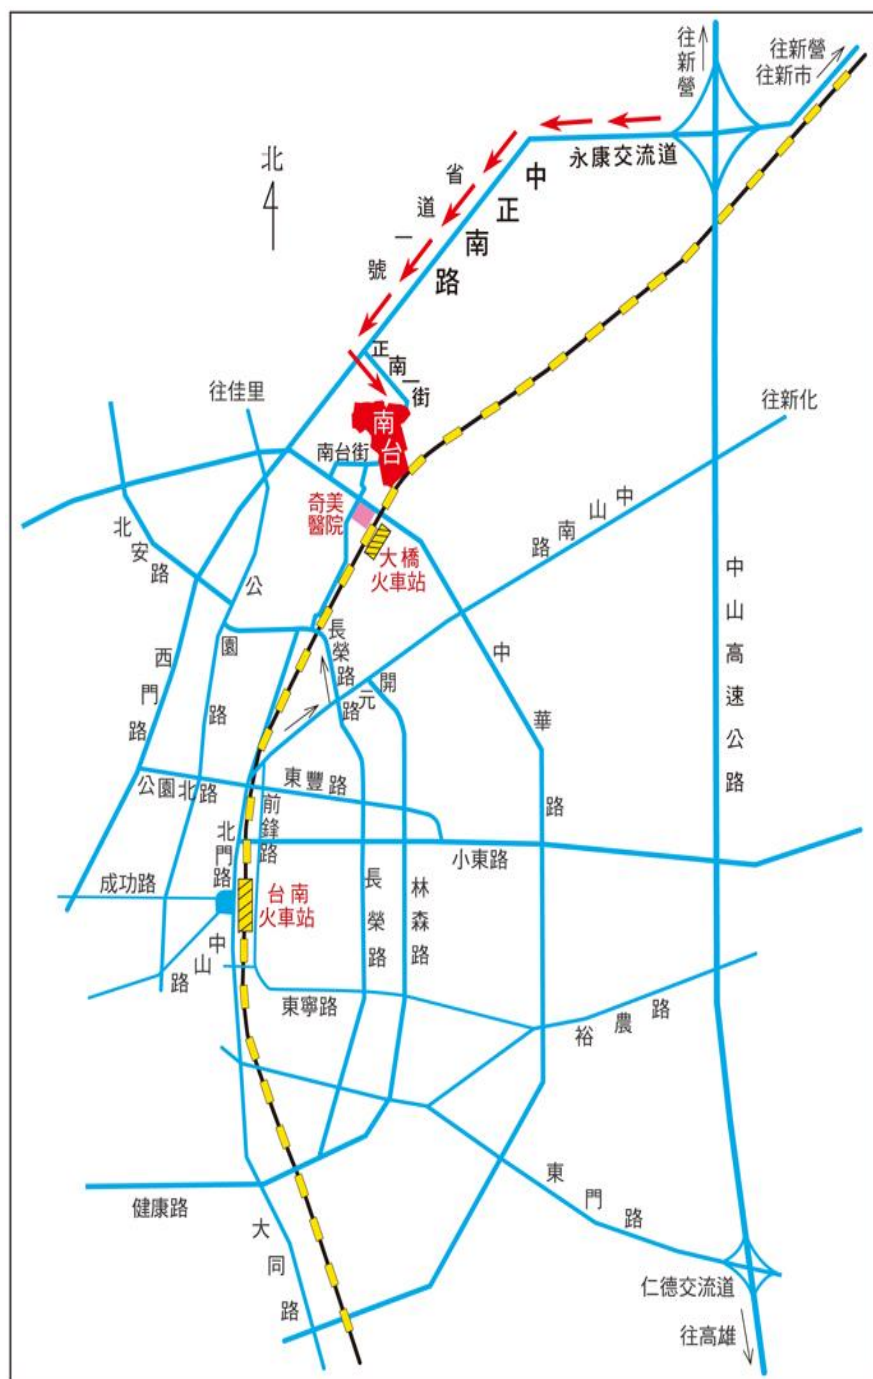 往新營
往新營
往新市
永康交流道
北
省道一號
中正南路
正南一街
往佳里
南台
南台街
往新化
奇美
醫院
大橋
火車站
北安路
中山南路
公園路
長榮路
開元路
西門路
中華路
中山高速公路
公園北路
東豐路
前鋒路
北門路
小東路
成功路
台南
火車站
長榮路
林森路
中山路
東寧路
裕農路
健康路
東門路
大同路
仁德交流道
往高雄